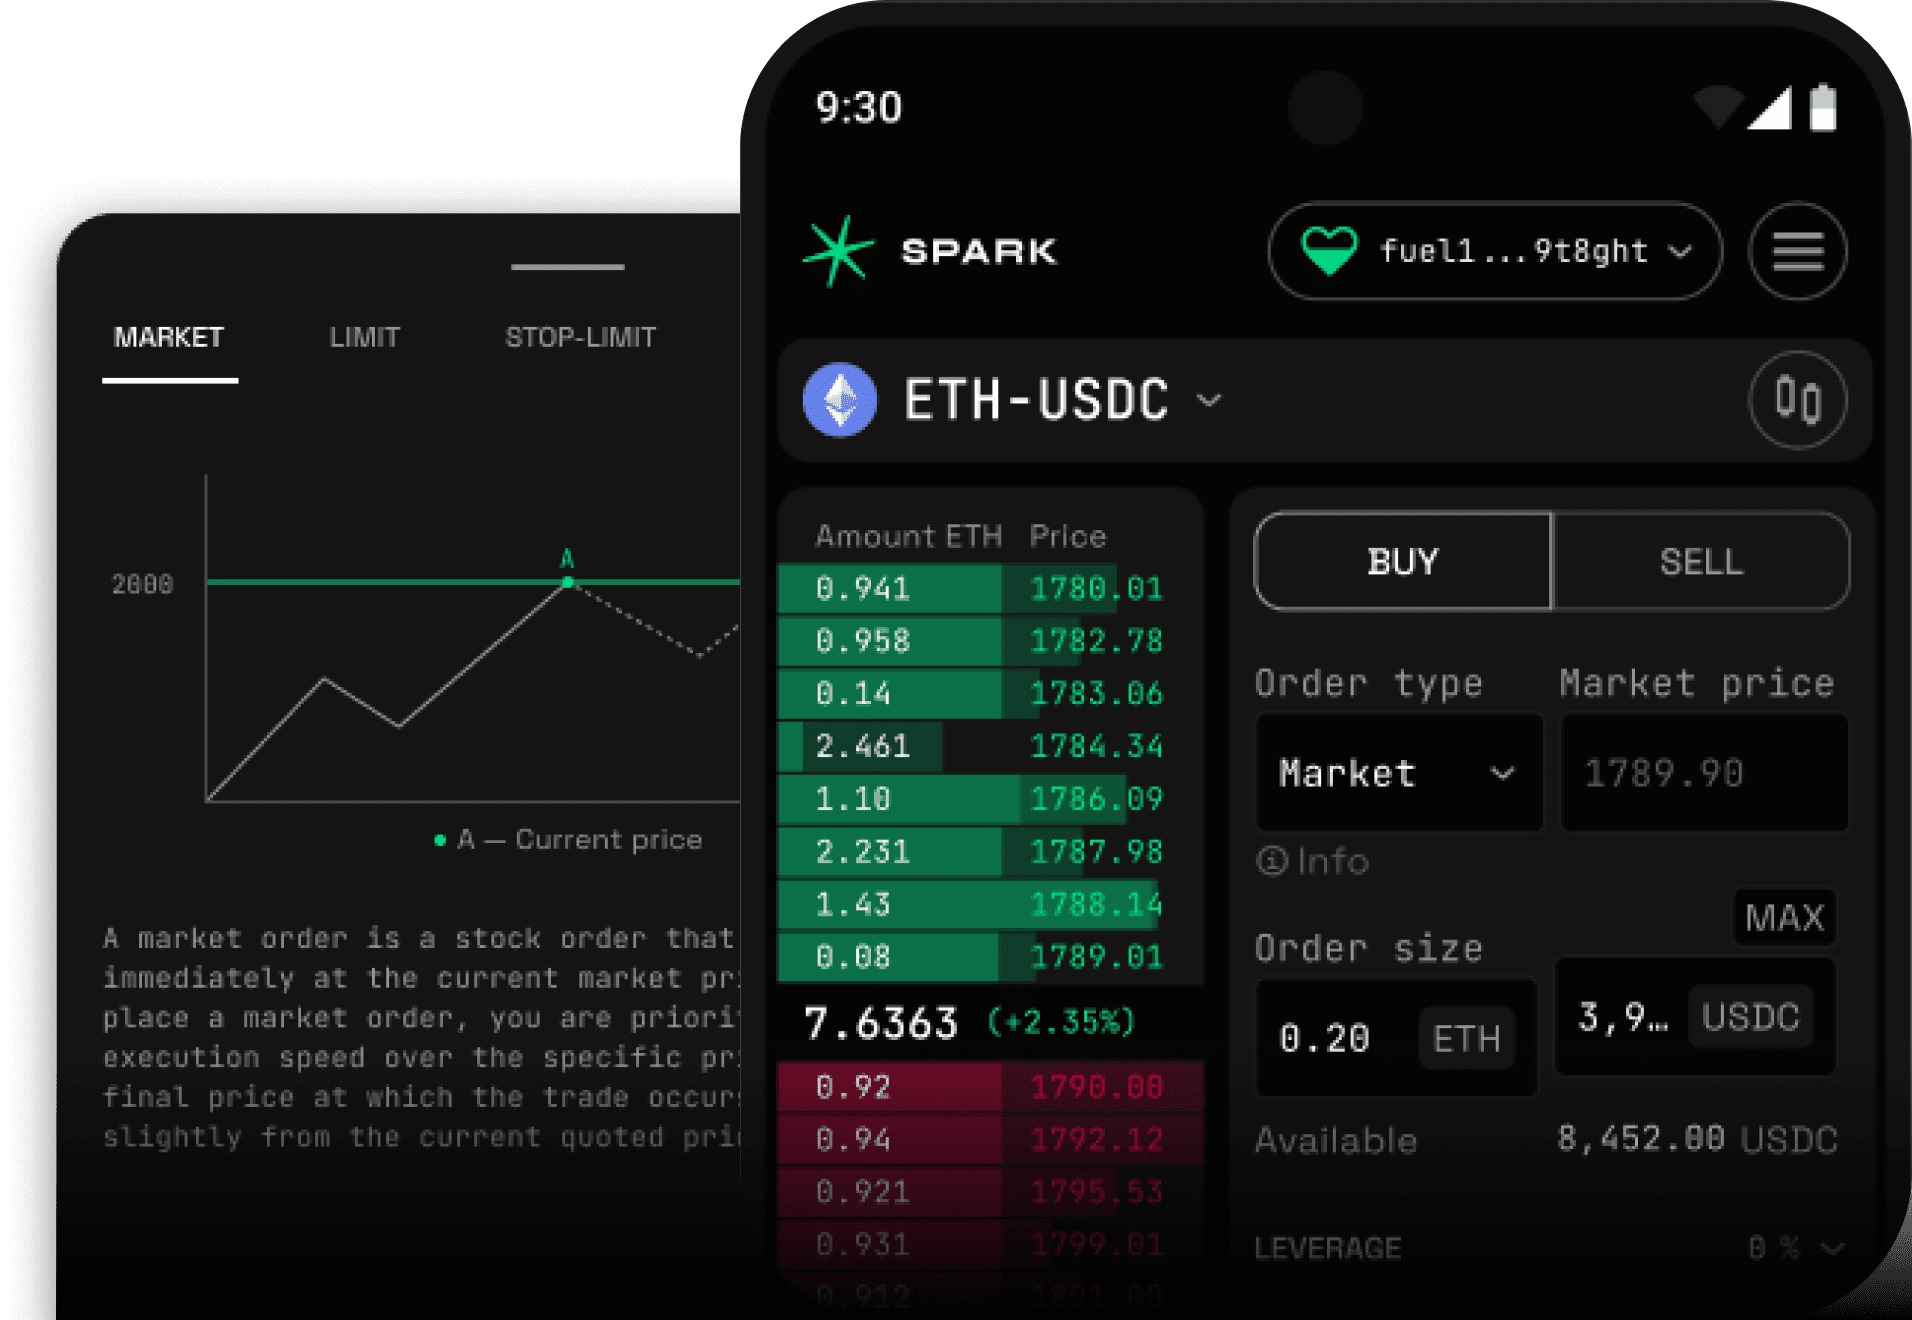 9:30
SPARK
fuel1...9t8ght
MARKET LIMIT STOP-LIMIT
ETH-USDC
2000
A
A — Current price
A market order is a stock order that
immediately at the current market
place a market order, you are
execution speed over the specific
final price at which the trade
slightly from the current quoted
Amount ETH Price
0.941 1780.01
0.958 1782.78
0.14 1783.06
2.461 1784.34
1.10 1786.09
2.231 1787.98
1.43 1788.14
0.08 1789.01
7.6363 (+2.35%)
0.92 1790.00
0.94 1792.12
0.921 1795.53
0.931 1799.01
0.912 1801.00
BUY SELL
Order type Market price
Market 1789.90
Info
MAX
Order size
0.20 ETH 3,9… USDC
Available 8,452.00 USDC
LEVERAGE 0 %